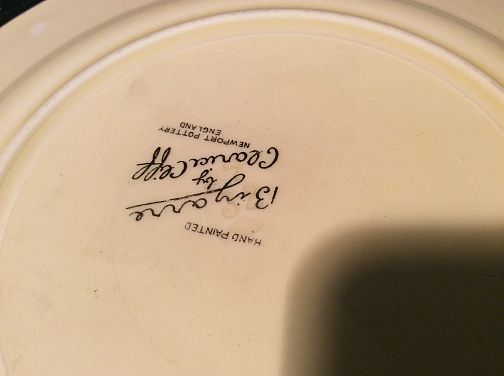 HAND PAINTED
Bizarre
by
Clarice Cliff
NEWPORT POTTERY
ENGLAND